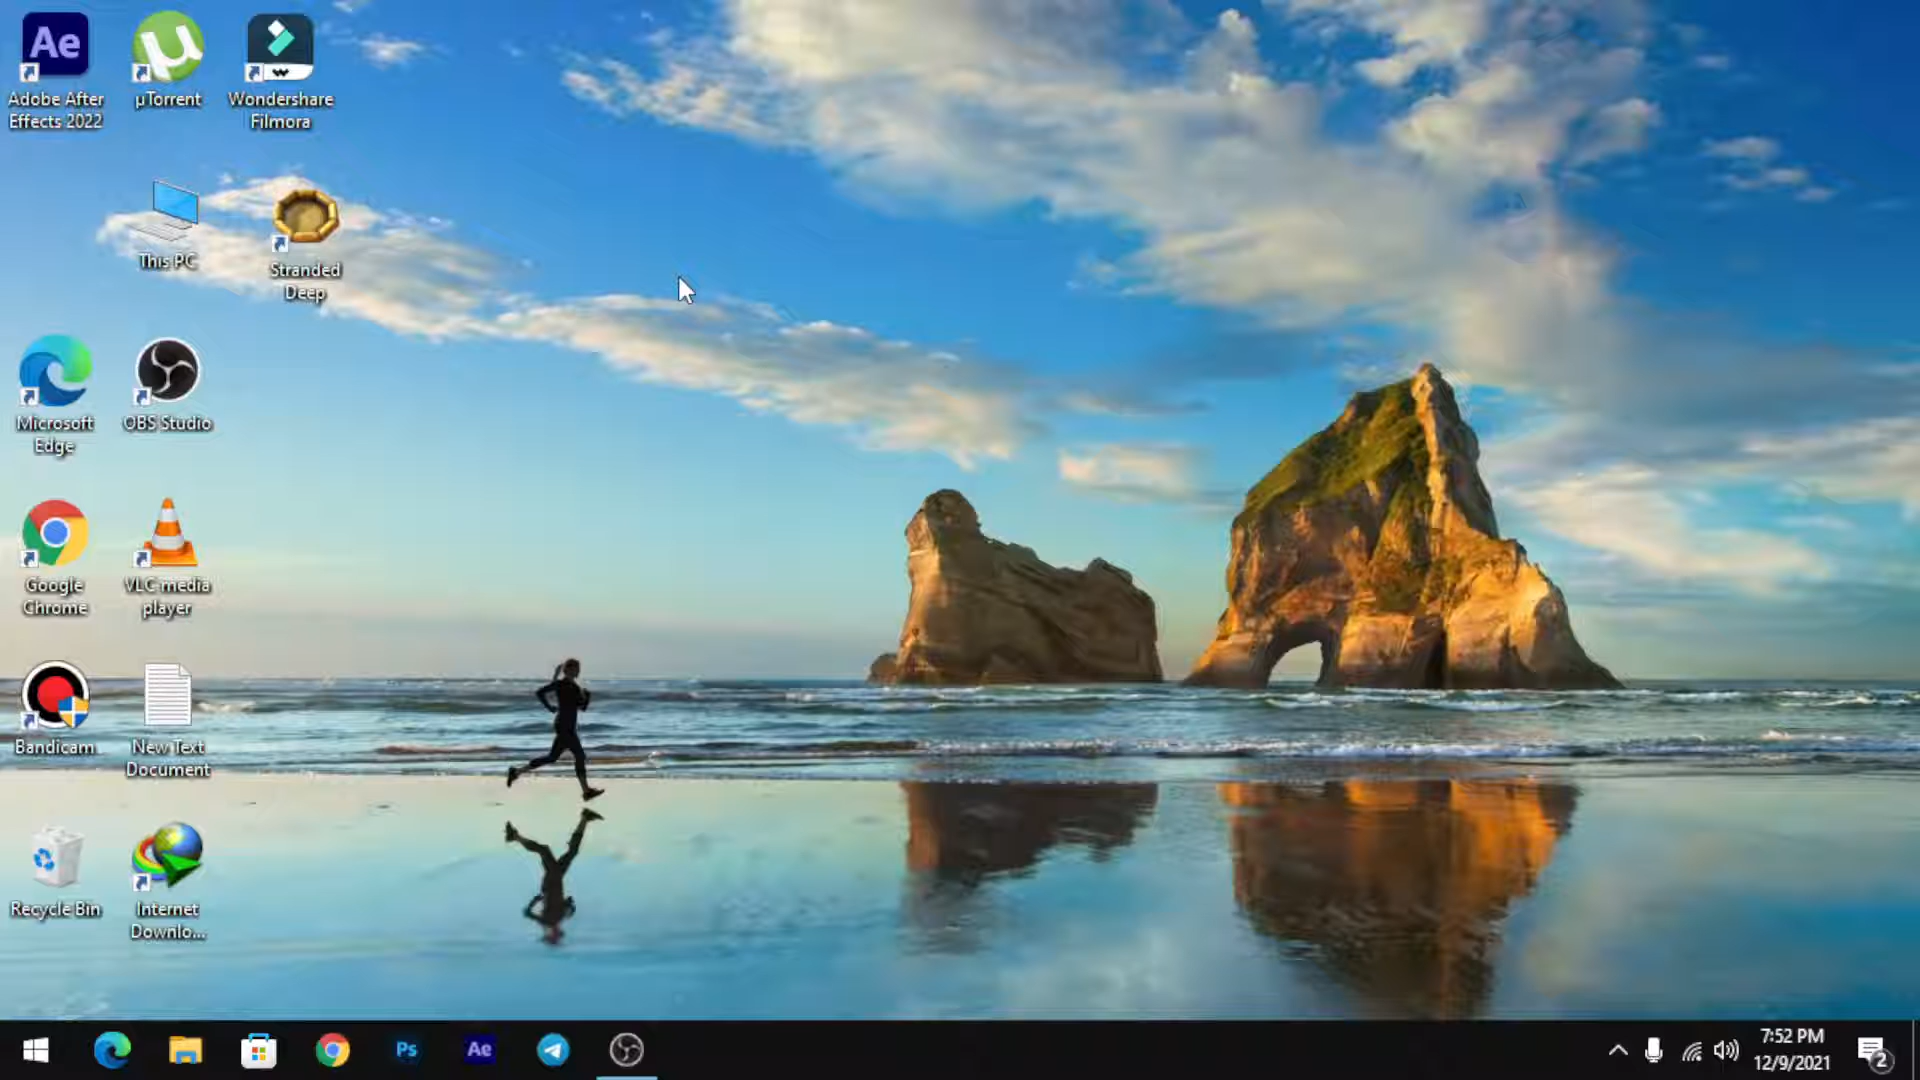 Ae
Adobe After
Effects 2022
µ
µTorrent
Wondershare
Filmora
This PC
Stranded
Deep
Microsoft
Edge
OBS Studio
Google
Chrome
VLC media
player
Bandicam
New Text
Document
Recycle Bin
Internet
Downlo...
Ps
Ae
7:52 PM
12/9/2021
2